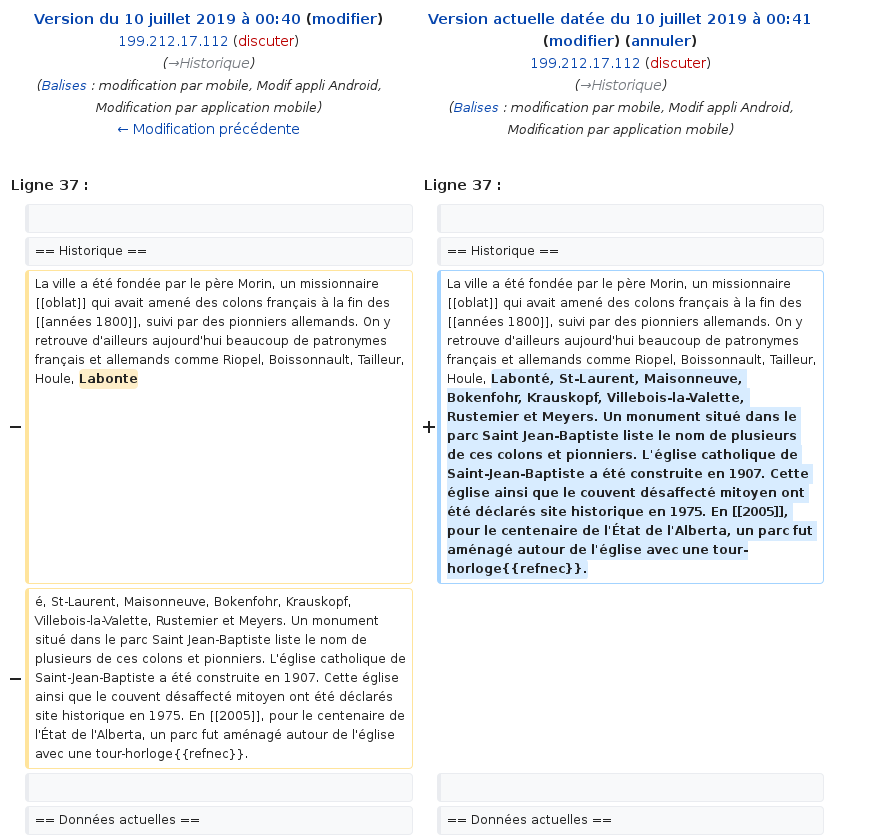 Version du 10 juillet 2019 à 00:40 (modifier)
199.212.17.112 (discuter)
(→Historique)
(Balises : modification par mobile, Modif appli Android,
Modification par application mobile)
← Modification précédente
Version actuelle datée du 10 juillet 2019 à 00:41
(modifier) (annuler)
199.212.17.112 (discuter)
(→Historique)
(Balises : modification par mobile, Modif appli Android,
Modification par application mobile)
Ligne 37 :
Ligne 37 :
== Historique ==
== Historique ==
−
La ville a été fondée par le père Morin, un missionnaire
[[oblat]] qui avait amené des colons français à la fin des
[[années 1800]], suivi par des pionniers allemands. On y
retrouve d'ailleurs aujourd'hui beaucoup de patronymes
français et allemands comme Riopel, Boissonnault, Tailleur,
Houle, Labonte
+
La ville a été fondée par le père Morin, un missionnaire
[[oblat]] qui avait amené des colons français à la fin des
[[années 1800]], suivi par des pionniers allemands. On y
retrouve d'ailleurs aujourd'hui beaucoup de patronymes
français et allemands comme Riopel, Boissonnault, Tailleur,
Houle, Labonté, St-Laurent, Maisonneuve,
Bokenfohr, Krauskopf, Villebois-la-Valette,
Rustemier et Meyers. Un monument situé dans le
parc Saint Jean-Baptiste liste le nom de plusieurs
de ces colons et pionniers. L'église catholique de
Saint-Jean-Baptiste a été construite en 1907. Cette
église ainsi que le couvent désaffecté mitoyen ont
été déclarés site historique en 1975. En [[2005]],
pour le centenaire de l'État de l'Alberta, un parc fut
aménagé autour de l'église avec une tour-
horloge{{refnec}}.
−
é, St-Laurent, Maisonneuve, Bokenfohr, Krauskopf,
Villebois-la-Valette, Rustemier et Meyers. Un monument
situé dans le parc Saint Jean-Baptiste liste le nom de
plusieurs de ces colons et pionniers. L'église catholique de
Saint-Jean-Baptiste a été construite en 1907. Cette église
ainsi que le couvent désaffecté mitoyen ont été déclarés
site historique en 1975. En [[2005]], pour le centenaire de
l'État de l'Alberta, un parc fut aménagé autour de l'église
avec une tour-horloge{{refnec}}.
== Données actuelles ==
== Données actuelles ==